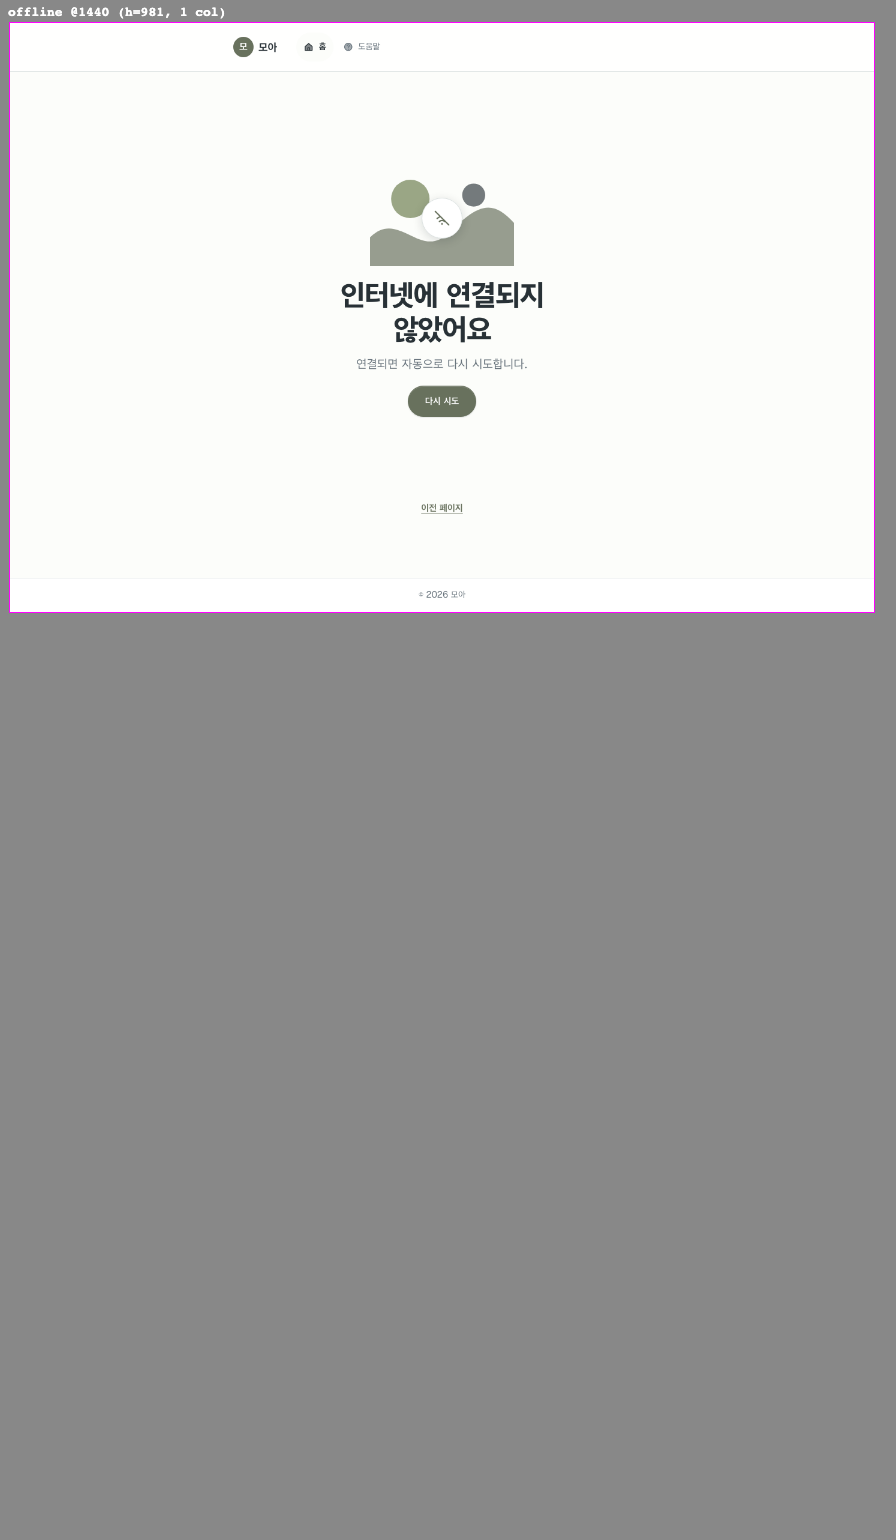 offline @1440 (h=981, 1 col)
모 모아 홈 도움말
인터넷에 연결되지
않았어요
연결되면 자동으로 다시 시도합니다.
다시 시도
이전 페이지
© 2026 모아